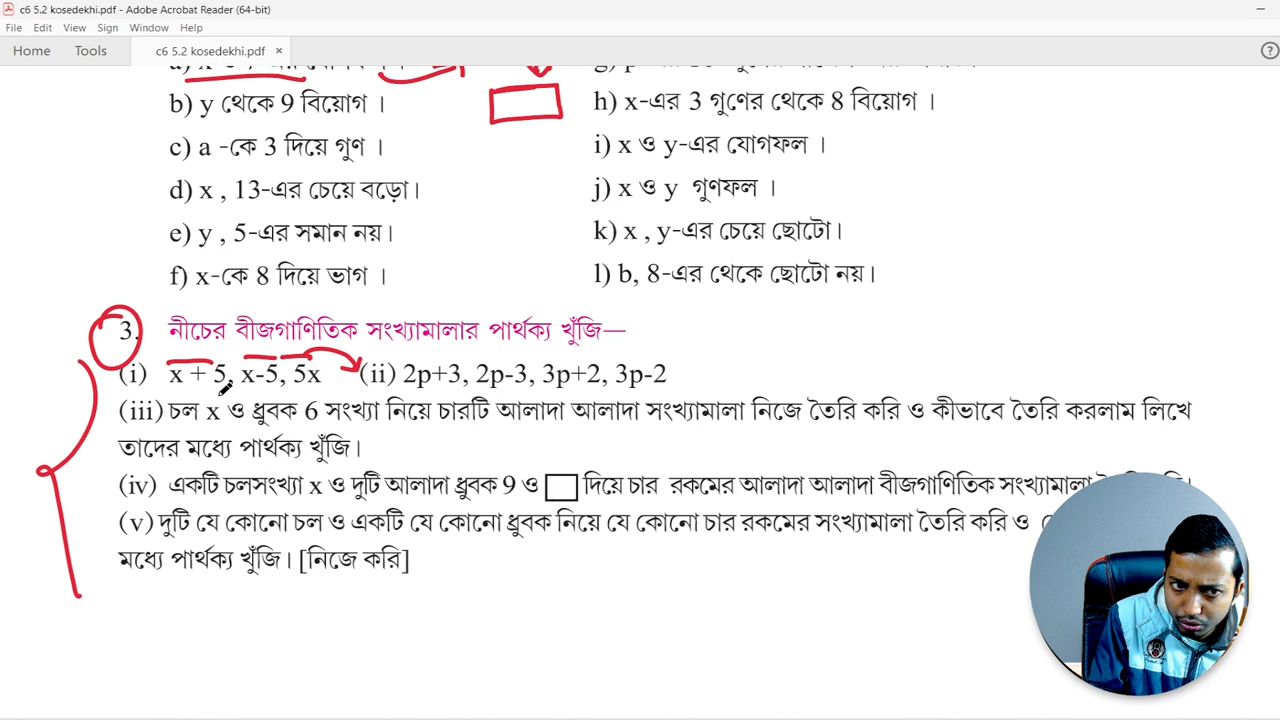 c6 5.2 kosedekhi.pdf - Adobe Acrobat Reader (64-bit)
File Edit View Sign Window Help
Home Tools c6 5.2 kosedekhi.pdf ×
b) y থেকে 9 বিয়োগ ।
h) x-এর 3 গুণের থেকে 8 বিয়োগ ।
c) a -কে 3 দিয়ে গুণ ।
i) x ও y-এর যোগফল ।
d) x , 13-এর চেয়ে বড়ো।
j) x ও y গুণফল ।
e) y , 5-এর সমান নয়।
k) x , y-এর চেয়ে ছোটো।
f) x-কে 8 দিয়ে ভাগ ।
l) b, 8-এর থেকে ছোটো নয়।
3. নীচের বীজগাণিতিক সংখ্যামালার পার্থক্য খুঁজি—
(i) x + 5, x-5, 5x (ii) 2p+3, 2p-3, 3p+2, 3p-2
(iii) চল x ও ধ্রুবক 6 সংখ্যা নিয়ে চারটি আলাদা আলাদা সংখ্যামালা নিজে তৈরি করি ও কীভাবে তৈরি করলাম লিখে
তাদের মধ্যে পার্থক্য খুঁজি।
(iv) একটি চলসংখ্যা x ও দুটি আলাদা ধ্রুবক 9 ও □ দিয়ে চার রকমের আলাদা আলাদা বীজগাণিতিক সংখ্যামালা
(v) দুটি যে কোনো চল ও একটি যে কোনো ধ্রুবক নিয়ে যে কোনো চার রকমের সংখ্যামালা তৈরি করি ও
মধ্যে পার্থক্য খুঁজি। [নিজে করি]